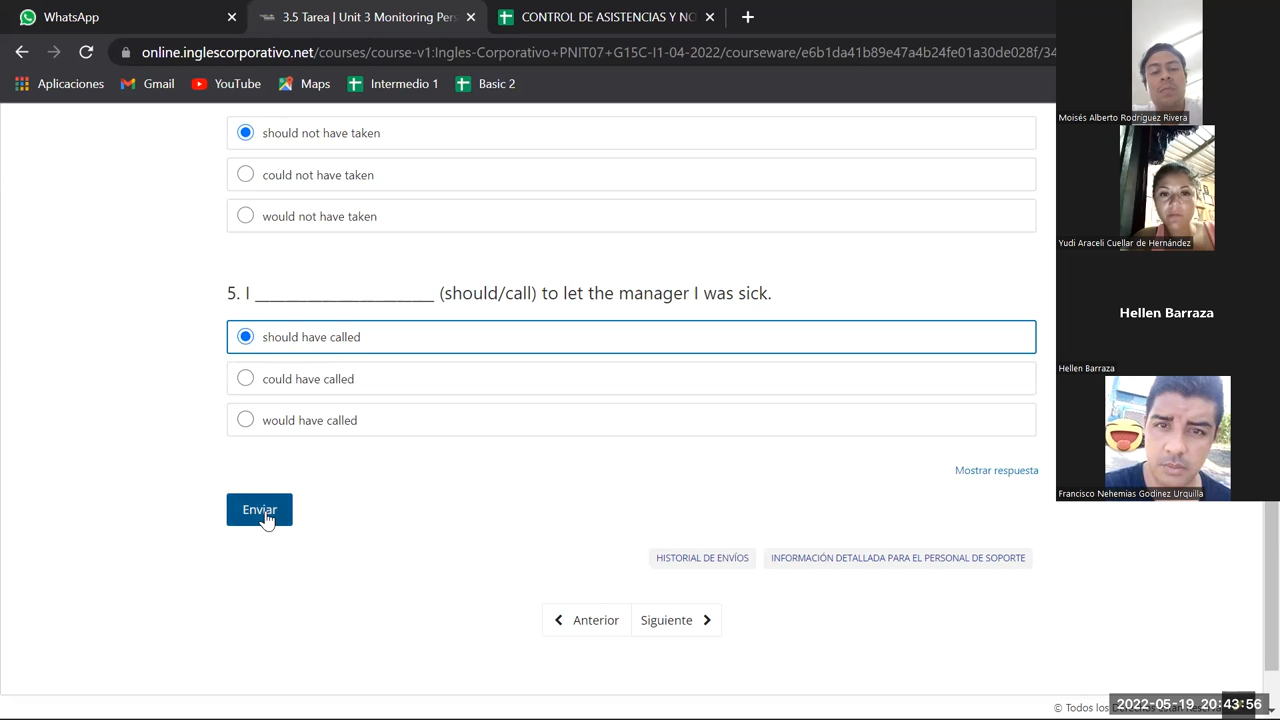 WhatsApp
3.5 Tarea | Unit 3 Monitoring Pers
CONTROL DE ASISTENCIAS Y NO
online.inglescorporativo.net/courses/course-v1:Ingles-Corporativo+PNIT07+G15C-11-04-2022/courseware/e6b1da41b89e47a4b24fe01a30de028f/34
Aplicaciones
Gmail
YouTube
Maps
Intermedio 1
Basic 2
should not have taken
could not have taken
would not have taken
5. I ____________________ (should/call) to let the manager I was sick.
should have called
could have called
would have called
Mostrar respuesta
Enviar
HISTORIAL DE ENVÍOS
INFORMACIÓN DETALLADA PARA EL PERSONAL DE SOPORTE
Anterior
Siguiente
Moisés Alberto Rodríguez Rivera
Yudi Araceli Cuellar de Hernández
Hellen Barraza
Hellen Barraza
Francisco Nehemias Godinez Urquilla
© Todos los
2022-05-19 20:43:56